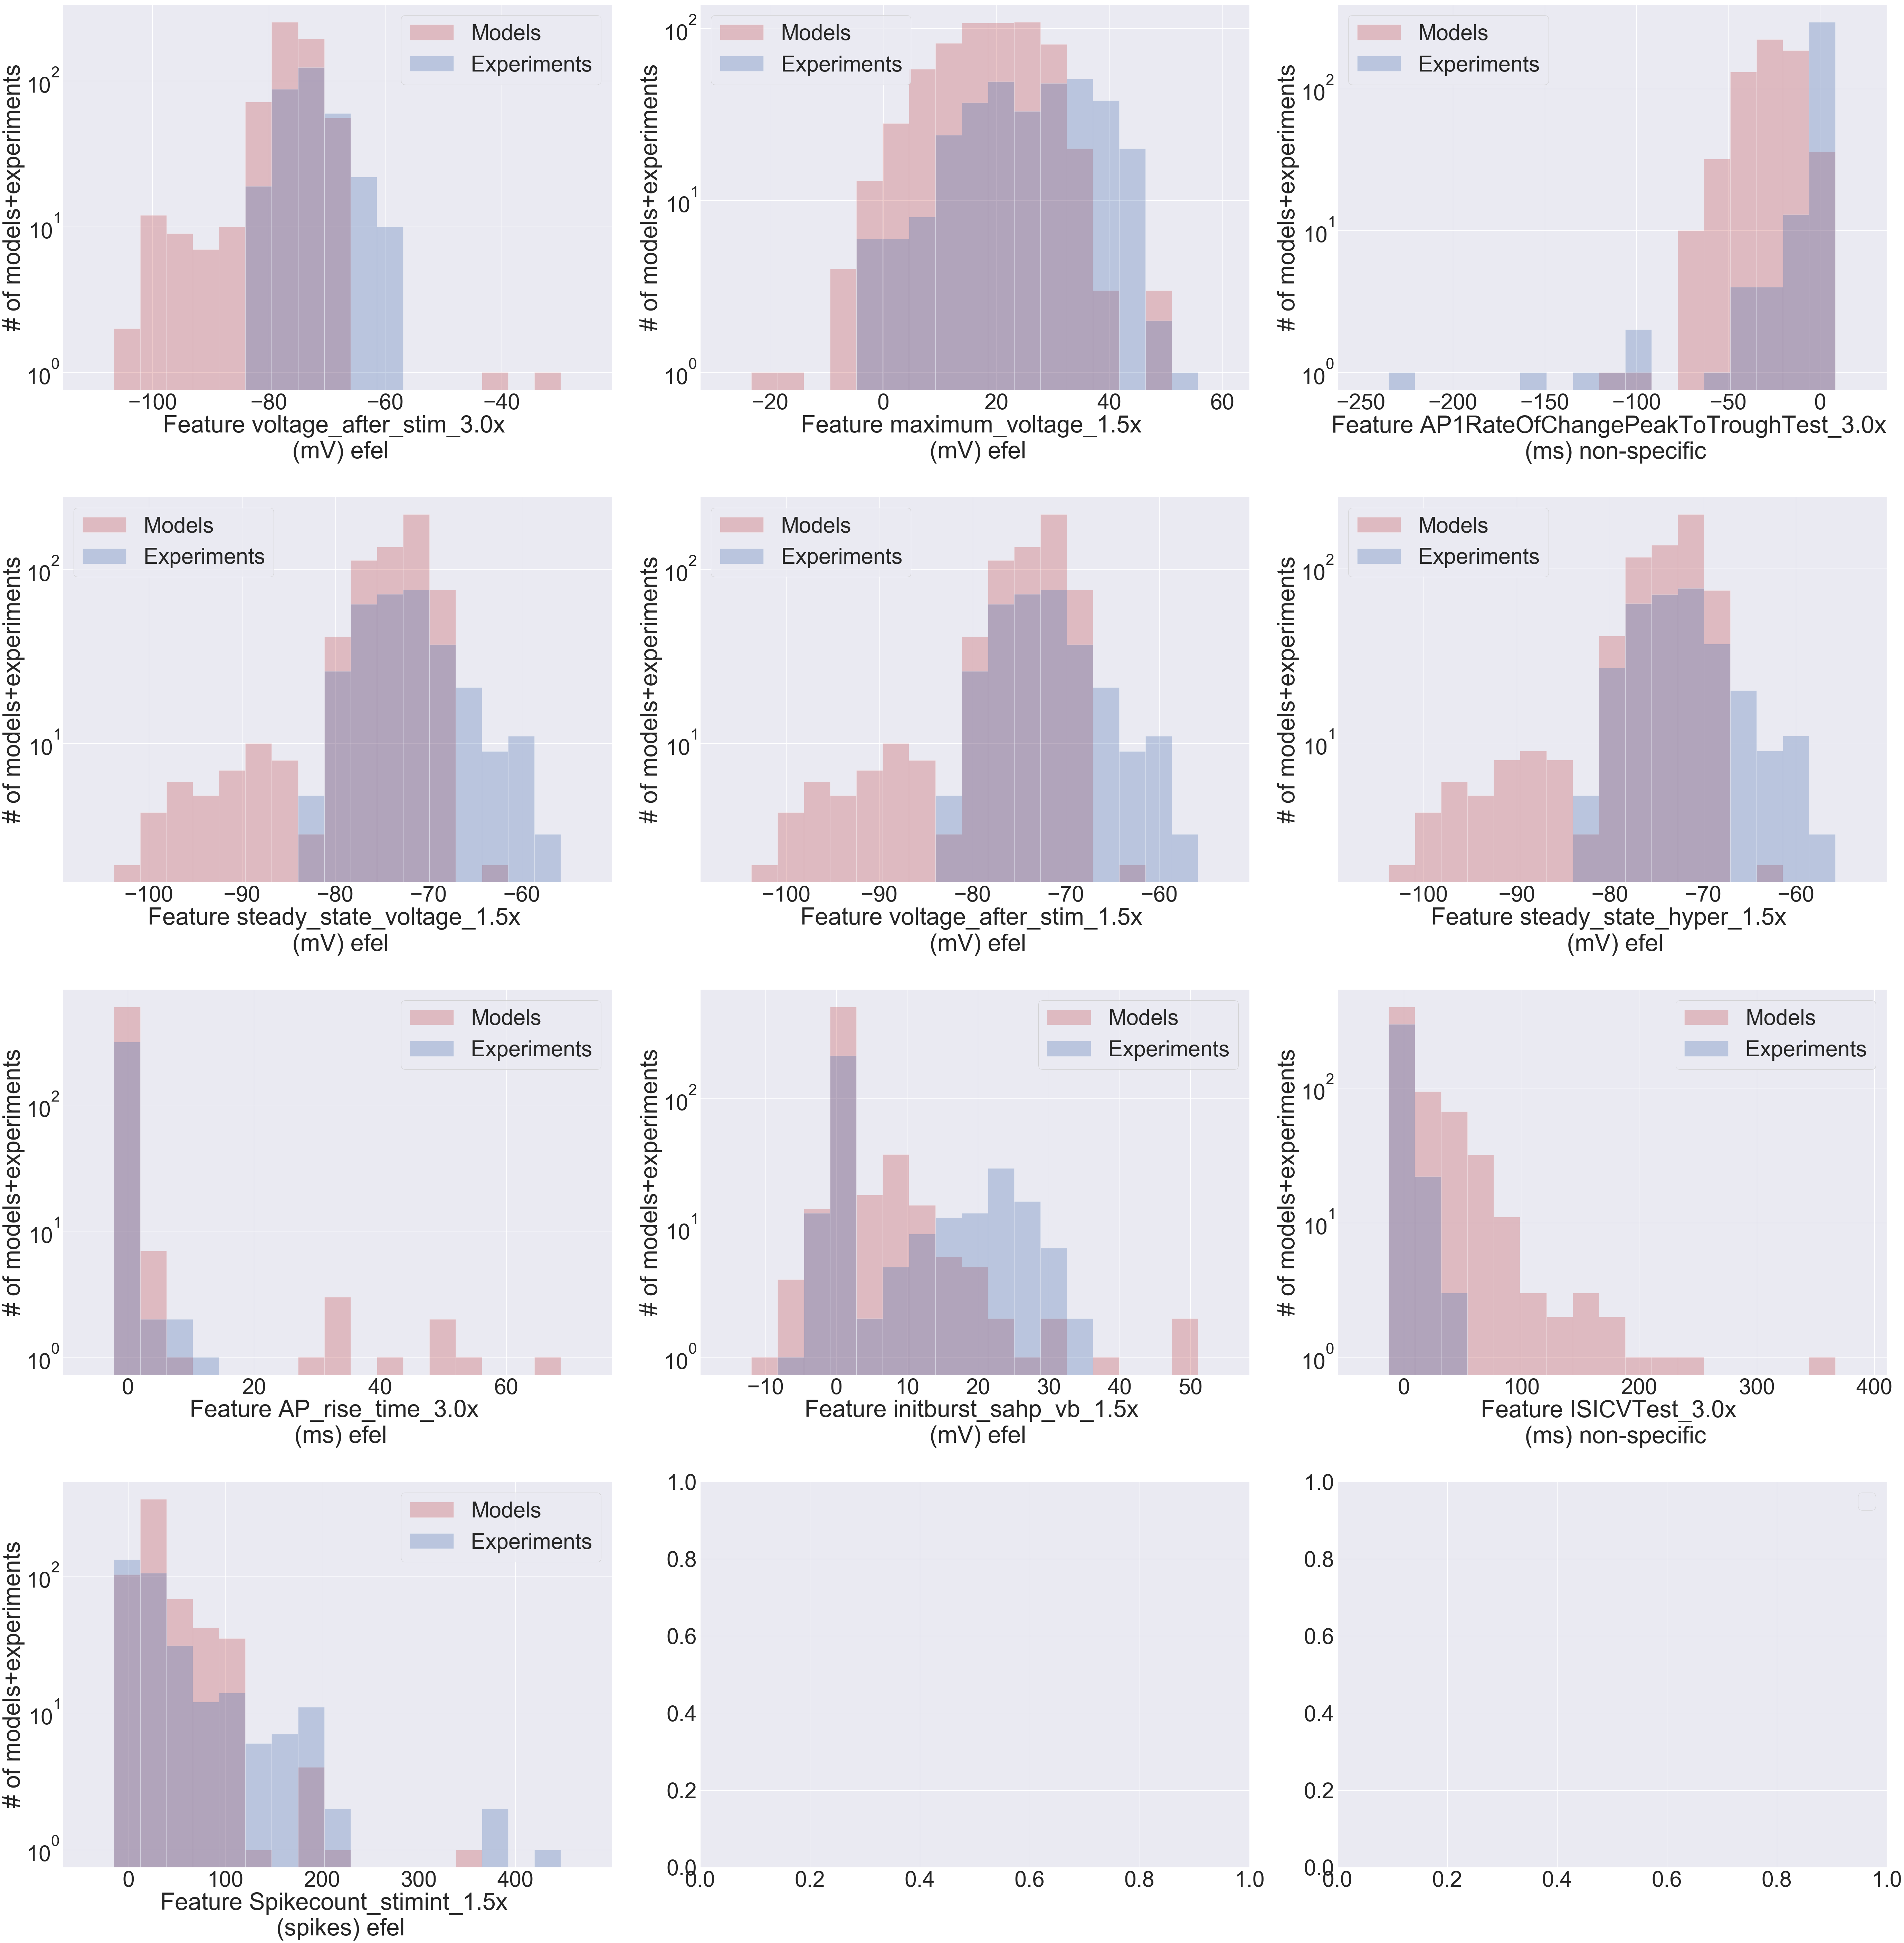 Models
Experiments
# of models+experiments
10^2
10^1
10^0
−100 −80 −60 −40
Feature voltage_after_stim_3.0x
(mV) efel
Models
Experiments
# of models+experiments
10^2
10^1
10^0
−20 0 20 40 60
Feature maximum_voltage_1.5x
(mV) efel
Models
Experiments
# of models+experiments
10^2
10^1
10^0
−250 −200 −150 −100 −50 0
Feature AP1RateOfChangePeakToTroughTest_3.0x
(ms) non-specific
Models
Experiments
# of models+experiments
10^2
10^1
−100 −90 −80 −70 −60
Feature steady_state_voltage_1.5x
(mV) efel
Models
Experiments
# of models+experiments
10^2
10^1
−100 −90 −80 −70 −60
Feature voltage_after_stim_1.5x
(mV) efel
Models
Experiments
# of models+experiments
10^2
10^1
−100 −90 −80 −70 −60
Feature steady_state_hyper_1.5x
(mV) efel
Models
Experiments
# of models+experiments
10^2
10^1
10^0
0 20 40 60
Feature AP_rise_time_3.0x
(ms) efel
Models
Experiments
# of models+experiments
10^2
10^1
10^0
−10 0 10 20 30 40 50
Feature initburst_sahp_vb_1.5x
(mV) efel
Models
Experiments
# of models+experiments
10^2
10^1
10^0
0 100 200 300 400
Feature ISICVTest_3.0x
(ms) non-specific
Models
Experiments
# of models+experiments
10^2
10^1
10^0
0 100 200 300 400
Feature Spikecount_stimint_1.5x
(spikes) efel
1.0
0.8
0.6
0.4
0.2
0.0
0.0 0.2 0.4 0.6 0.8 1.0
1.0
0.8
0.6
0.4
0.2
0.0
0.0 0.2 0.4 0.6 0.8 1.0